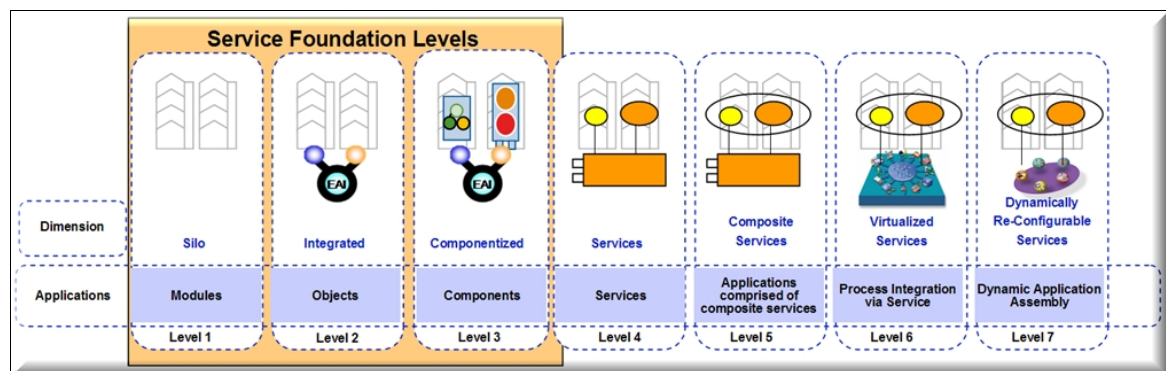 Service Foundation Levels
EAI
EAI
Dimension
Silo
Integrated
Componentized
Services
Composite
Services
Virtualized
Services
Dynamically
Re-Configurable
Services
Applications
Modules
Objects
Components
Services
Applications
comprised of
composite services
Process Integration
via Service
Dynamic Application
Assembly
Level 1
Level 2
Level 3
Level 4
Level 5
Level 6
Level 7